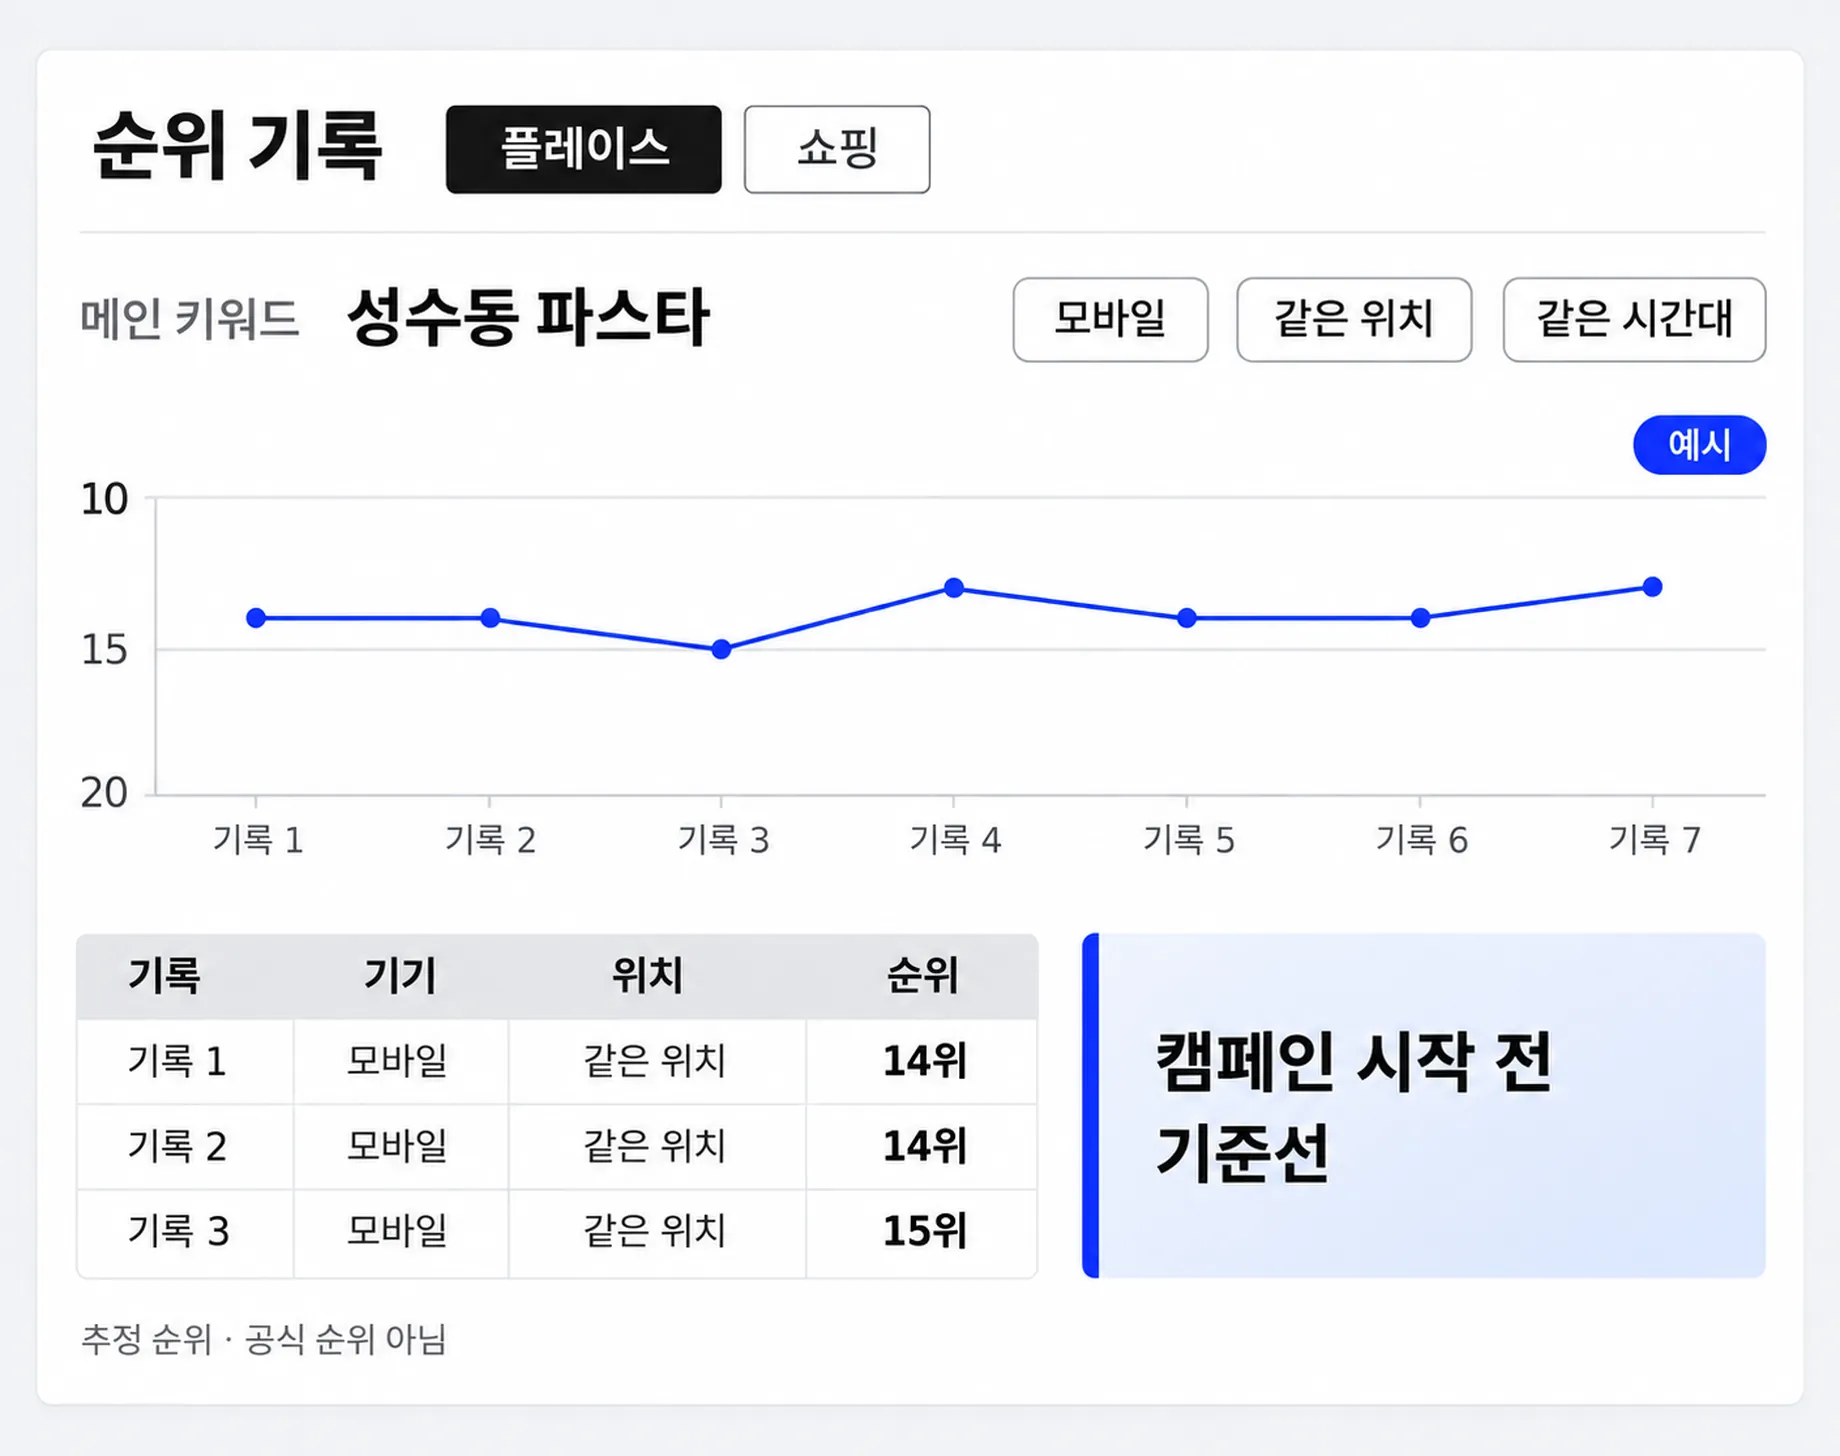 순위 기록 플레이스 쇼핑
메인 키워드 성수동 파스타 모바일 같은 위치 같은 시간대
예시
10
15
20
기록 1 기록 2 기록 3 기록 4 기록 5 기록 6 기록 7
기록 기기 위치 순위
기록 1 모바일 같은 위치 14위
기록 2 모바일 같은 위치 14위
기록 3 모바일 같은 위치 15위
캠페인 시작 전
기준선
추정 순위 · 공식 순위 아님